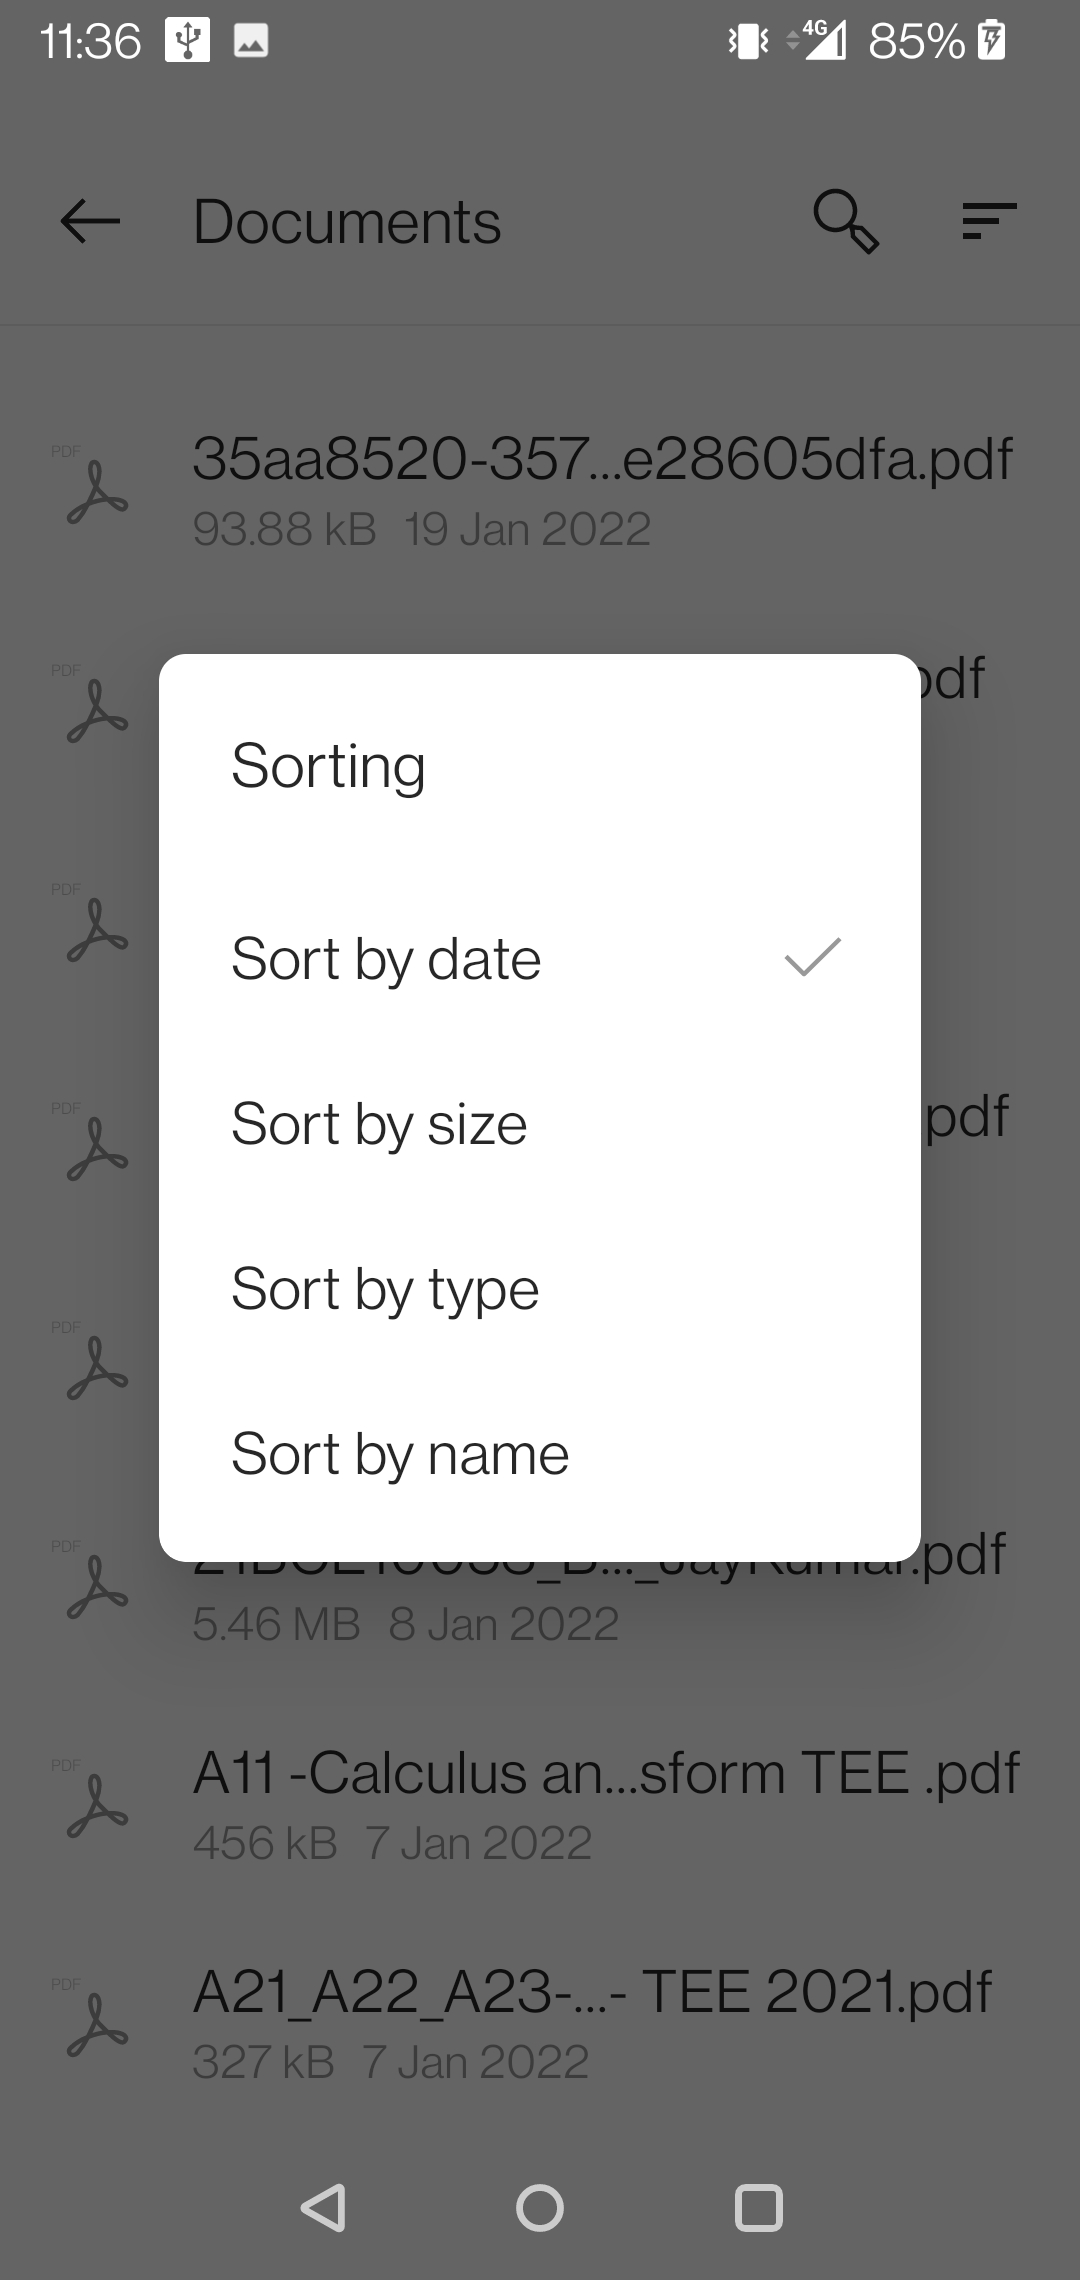 11:36 4G 85%
Documents
PDF
35aa8520-357...e28605dfa.pdf
93.88 kB 19 Jan 2022
PDF
pdf
Sorting
PDF
Sort by date
PDF
pdf
Sort by size
Sort by type
PDF
Sort by name
PDF
JayKumar.pdf
5.46 MB 8 Jan 2022
PDF
A11 -Calculus an...sform TEE .pdf
456 kB 7 Jan 2022
PDF
A21_A22_A23-...- TEE 2021.pdf
327 kB 7 Jan 2022